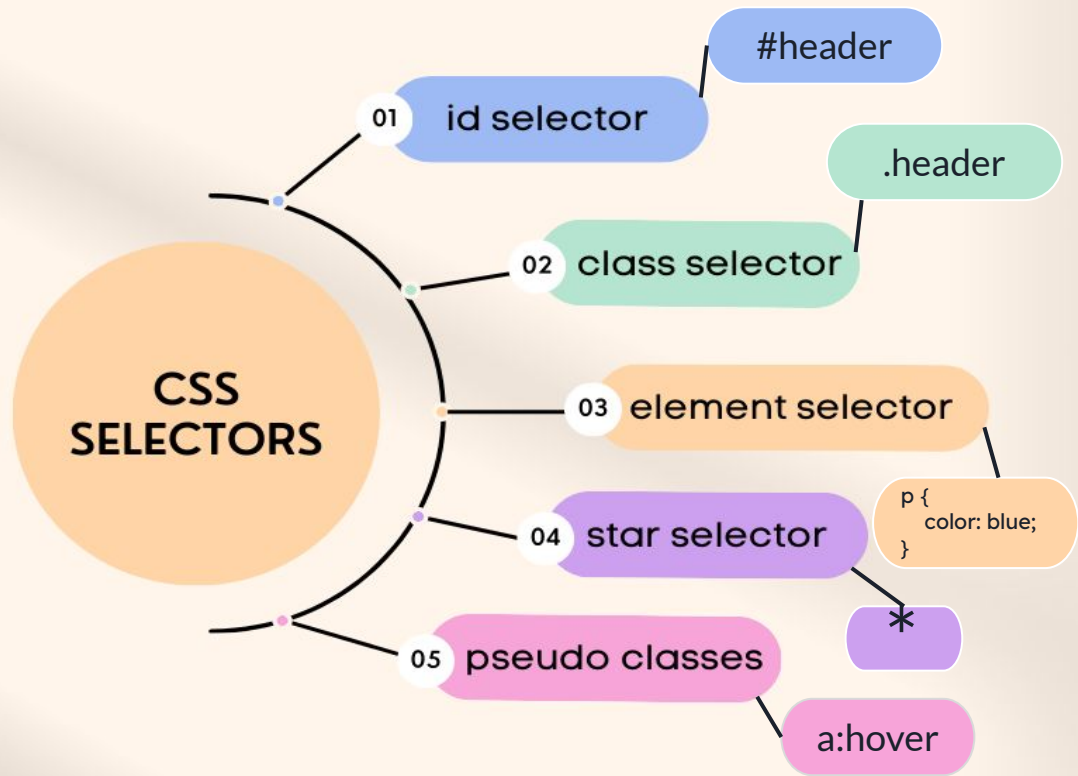 CSS
SELECTORS
01 id selector
#header
02 class selector
.header
03 element selector
p {
color: blue;
}
04 star selector
*
05 pseudo classes
a:hover